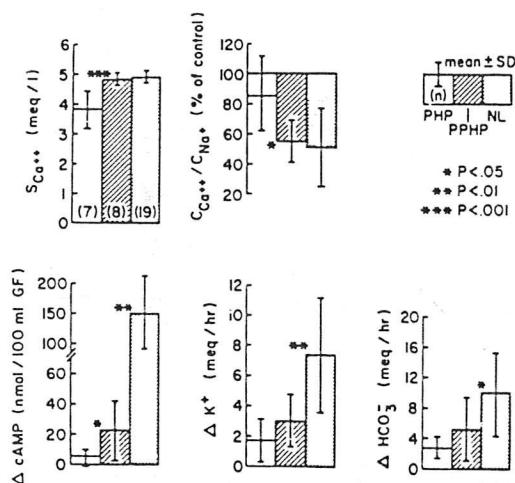 S Ca++ (meq / l)
6
5
4
3
2
1
0
***
(7) (8) (19)
C Ca++ / C Na+ (% of control)
100
80
60
40
20
0
*
mean ± SD
(n)
PHP
PPHP
NL
* P<.05
** P<.01
*** P<.001
Δ cAMP (nmol / 100 ml GF)
200
150
100
60
40
20
0
*
**
Δ K+ (meq / hr)
12
10
8
6
4
2
0
**
Δ HCO3- (meq / hr)
20
16
12
8
4
0
*